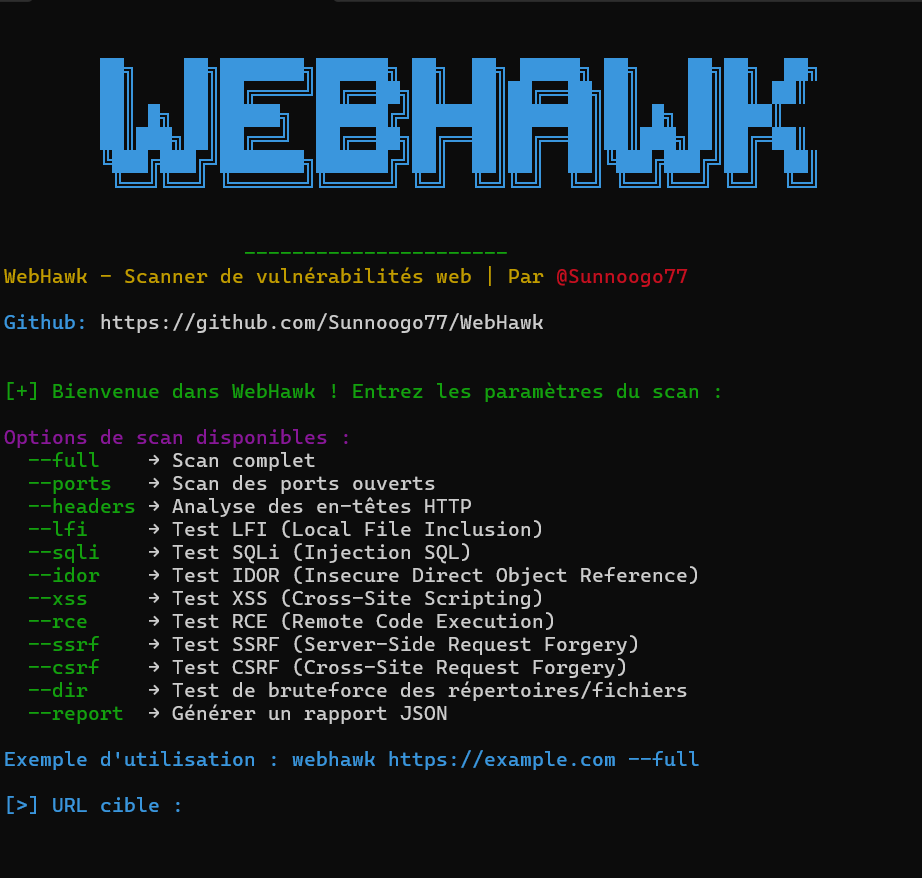 WEBHAWK
----------------------
WebHawk - Scanner de vulnérabilités web | Par @Sunnoogo77
Github: https://github.com/Sunnoogo77/WebHawk
[+] Bienvenue dans WebHawk ! Entrez les paramètres du scan :
Options de scan disponibles :
--full → Scan complet
--ports → Scan des ports ouverts
--headers → Analyse des en-têtes HTTP
--lfi → Test LFI (Local File Inclusion)
--sqli → Test SQLi (Injection SQL)
--idor → Test IDOR (Insecure Direct Object Reference)
--xss → Test XSS (Cross-Site Scripting)
--rce → Test RCE (Remote Code Execution)
--ssrf → Test SSRF (Server-Side Request Forgery)
--csrf → Test CSRF (Cross-Site Request Forgery)
--dir → Test de bruteforce des répertoires/fichiers
--report → Générer un rapport JSON
Exemple d'utilisation : webhawk https://example.com --full
[>] URL cible :